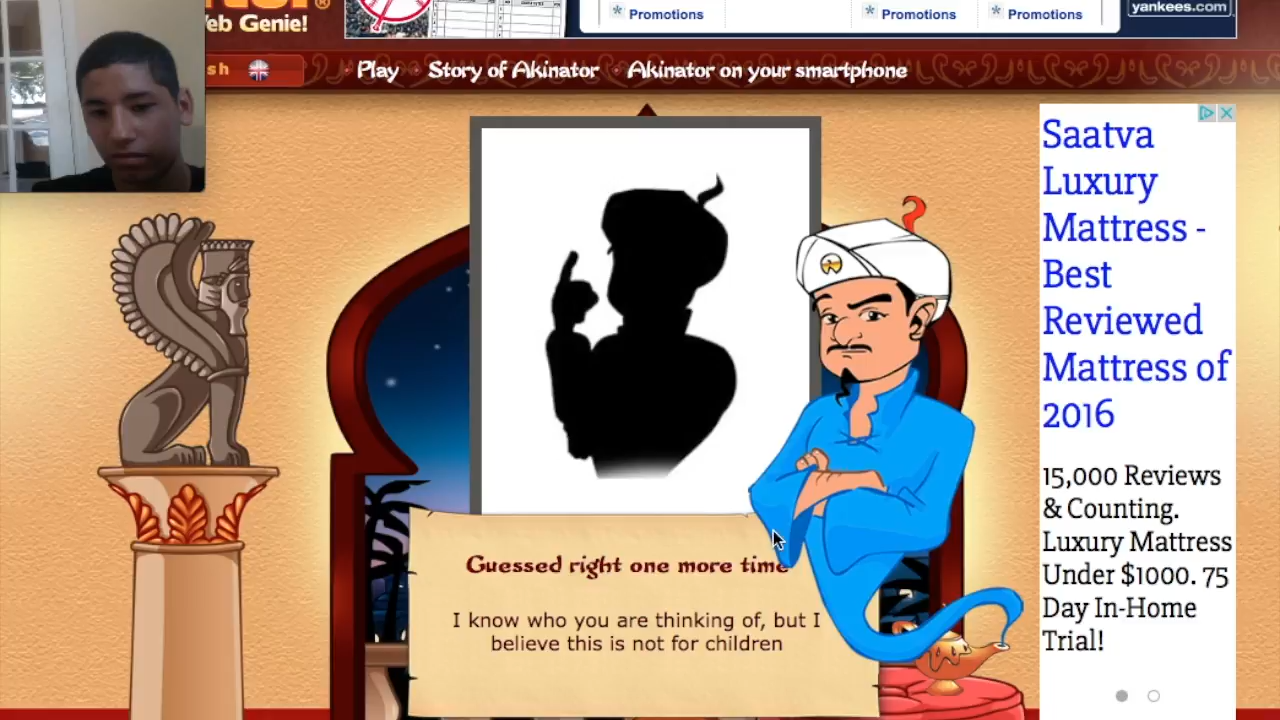 Web Genie!
Promotions
Promotions
Promotions
yankees.com
Play
Story of Akinator
Akinator on your smartphone
Saatva
Luxury
Mattress -
Best
Reviewed
Mattress of
2016
15,000 Reviews
& Counting.
Luxury Mattress
Under $1000. 75
Day In-Home
Trial!
Guessed right one more time
I know who you are thinking of, but I
believe this is not for children